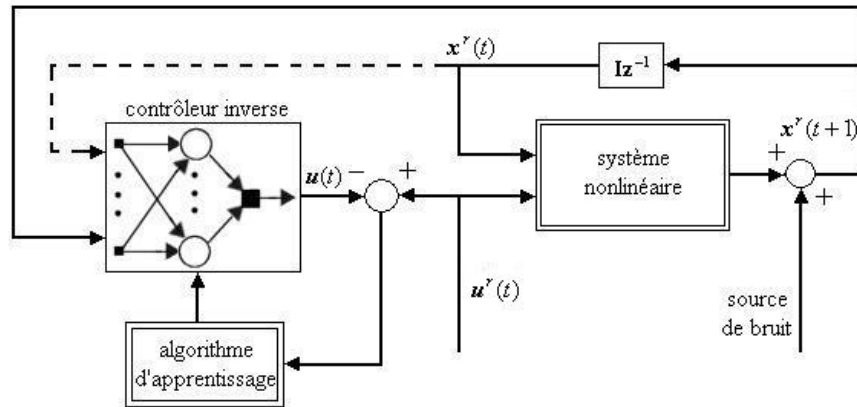 x^r(t)
Iz⁻¹
contrôleur inverse
x^r(t+1)
système
nonlinéaire
u(t)
−
+
+
+
u^r(t)
source
de bruit
algorithme
d'apprentissage